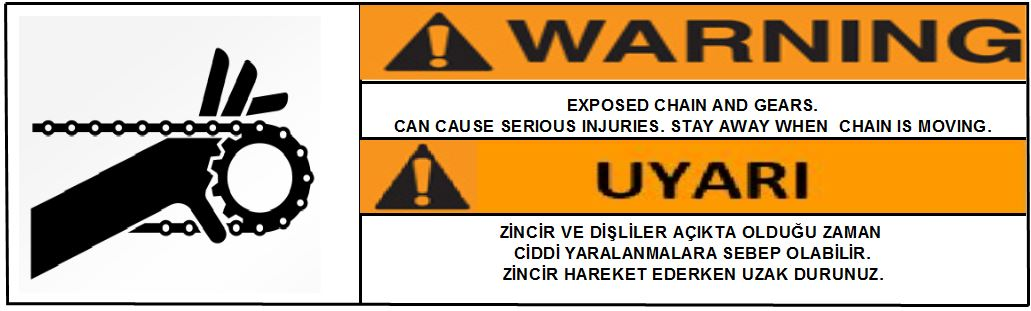 WARNING
EXPOSED CHAIN AND GEARS.
CAN CAUSE SERIOUS INJURIES. STAY AWAY WHEN CHAIN IS MOVING.
UYARI
ZİNCİR VE DİŞLİLER AÇIKTA OLDUĞU ZAMAN
CİDDİ YARALANMALARA SEBEP OLABİLİR.
ZİNCİR HAREKET EDERKEN UZAK DURUNUZ.